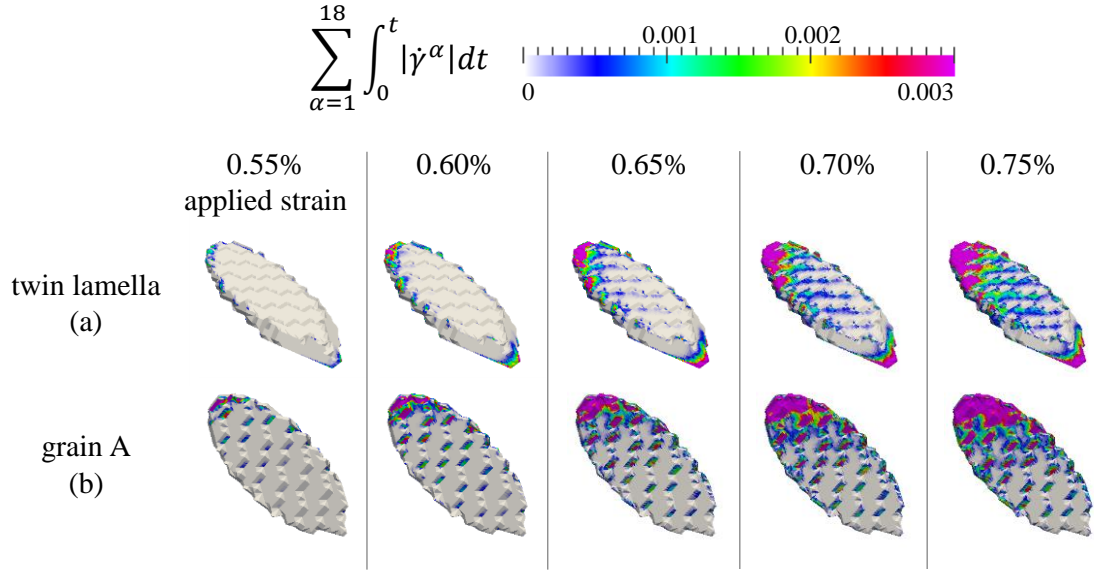 18
∑ ∫ |γ̇^α|dt
α=1 0 t
0.001 0.002
0 0.003
0.55% 0.60% 0.65% 0.70% 0.75%
applied strain
twin lamella
(a)
grain A
(b)